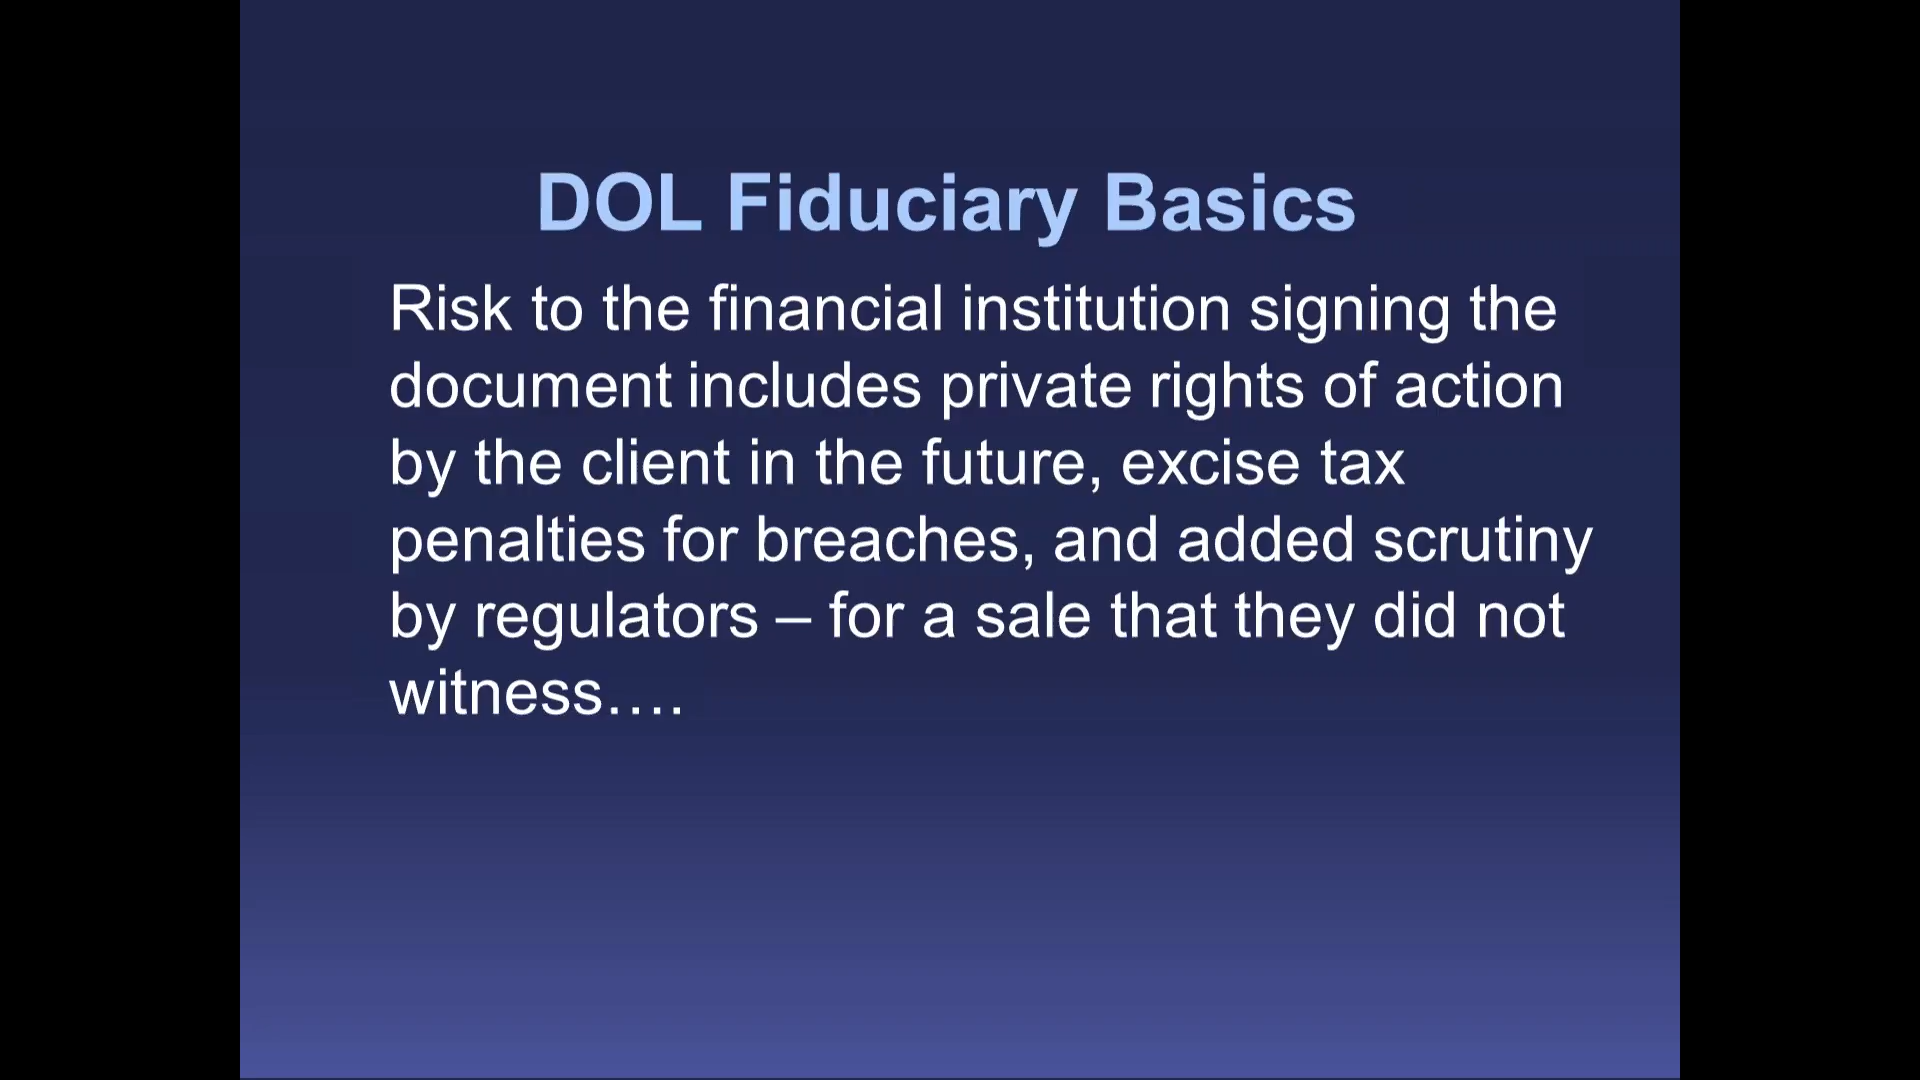 DOL Fiduciary Basics
Risk to the financial institution signing the
document includes private rights of action
by the client in the future, excise tax
penalties for breaches, and added scrutiny
by regulators – for a sale that they did not
witness….